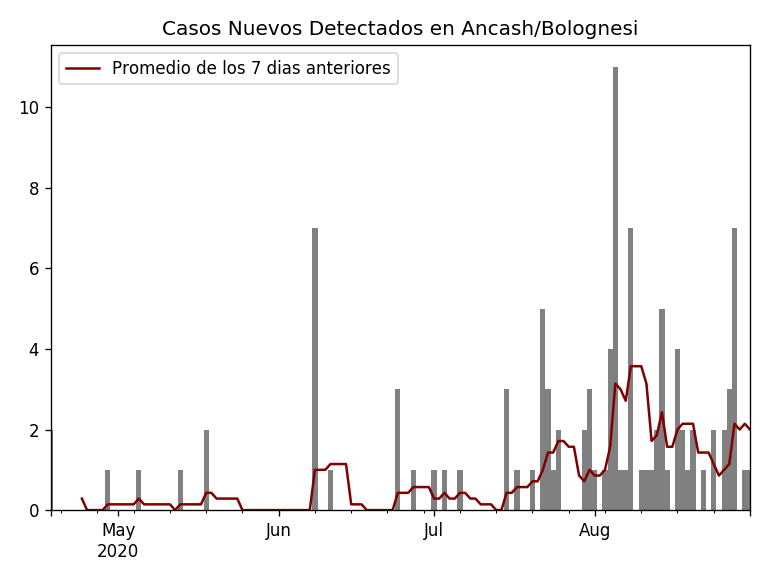 Casos Nuevos Detectados en Ancash/Bolognesi
Promedio de los 7 dias anteriores
10
8
6
4
2
0
May
2020
Jun
Jul
Aug